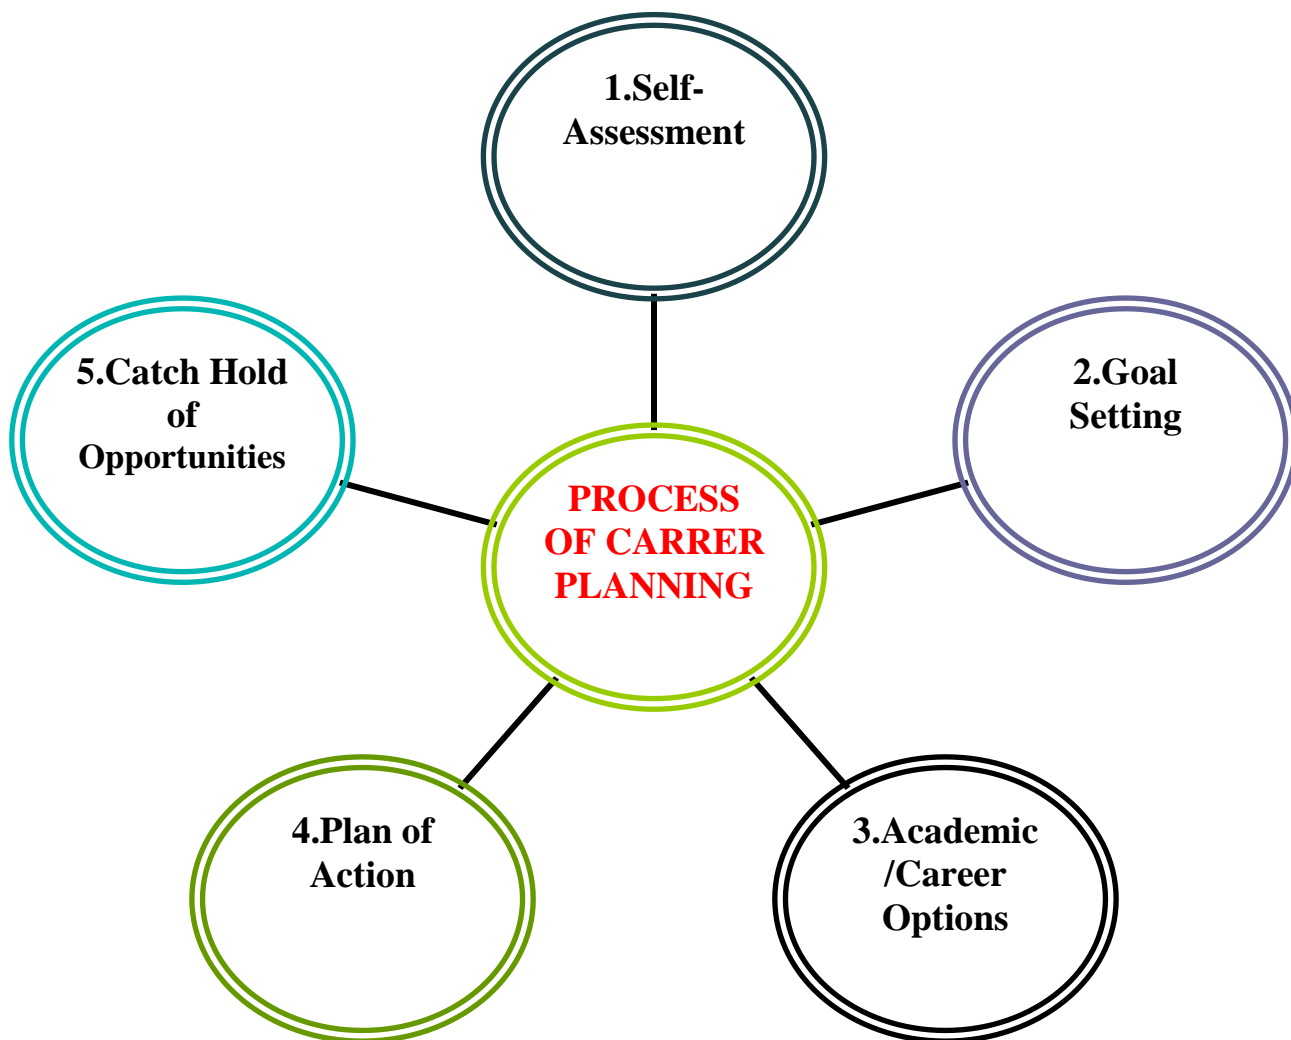 1.Self-
Assessment
5.Catch Hold
of
Opportunities
2.Goal
Setting
PROCESS
OF CARRER
PLANNING
4.Plan of
Action
3.Academic
/Career
Options